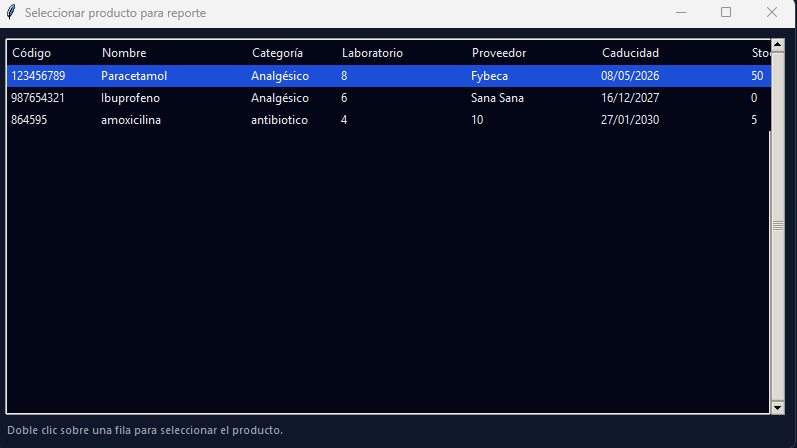 Seleccionar producto para reporte
Código Nombre Categoría Laboratorio Proveedor Caducidad Sto
123456789 Paracetamol Analgésico 8 Fybeca 08/05/2026 50
987654321 Ibuprofeno Analgésico 6 Sana Sana 16/12/2027 0
864595 amoxicilina antibiotico 4 10 27/01/2030 5
Doble clic sobre una fila para seleccionar el producto.